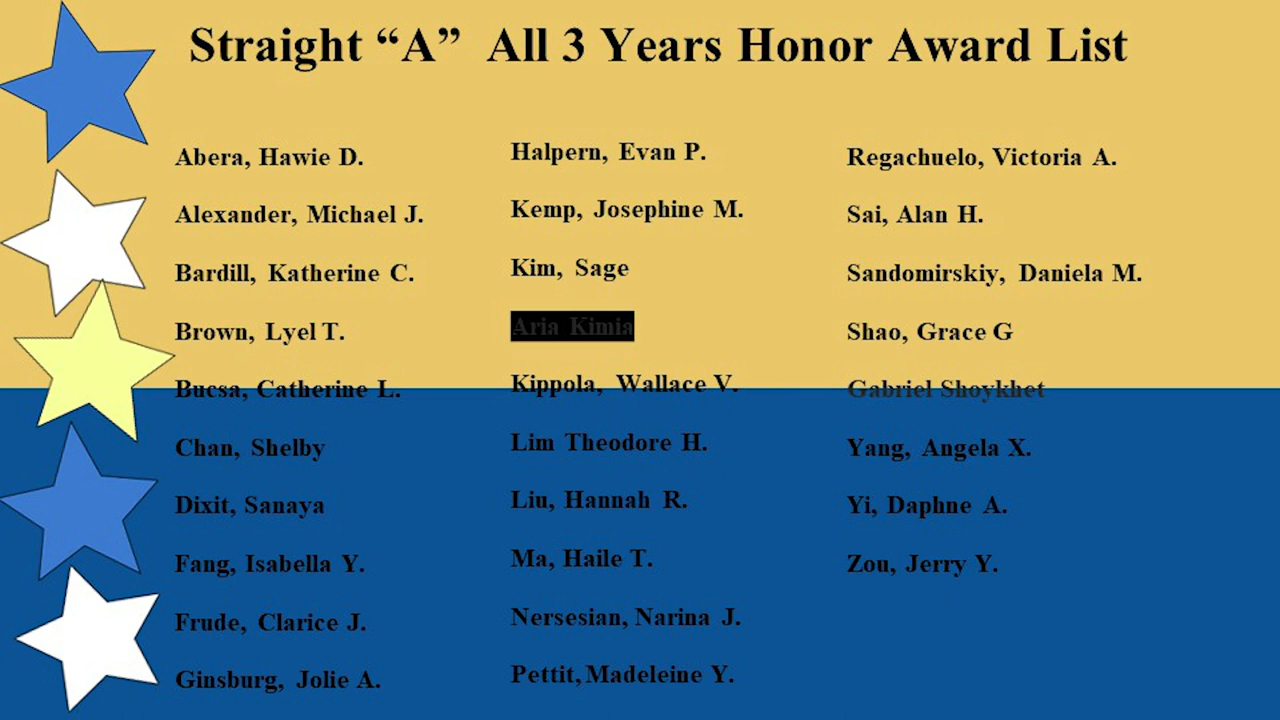 Straight “A” All 3 Years Honor Award List
Abera, Hawie D.
Alexander, Michael J.
Bardill, Katherine C.
Brown, Lyel T.
Bucsa, Catherine L.
Chan, Shelby
Dixit, Sanaya
Fang, Isabella Y.
Frude, Clarice J.
Ginsburg, Jolie A.
Halpern, Evan P.
Kemp, Josephine M.
Kim, Sage
Aria Kimia
Kippola, Wallace V.
Lim Theodore H.
Liu, Hannah R.
Ma, Haile T.
Nersesian, Narina J.
Pettit, Madeleine Y.
Regachuelo, Victoria A.
Sai, Alan H.
Sandomirskiy, Daniela M.
Shao, Grace G
Gabriel Shoykhet
Yang, Angela X.
Yi, Daphne A.
Zou, Jerry Y.